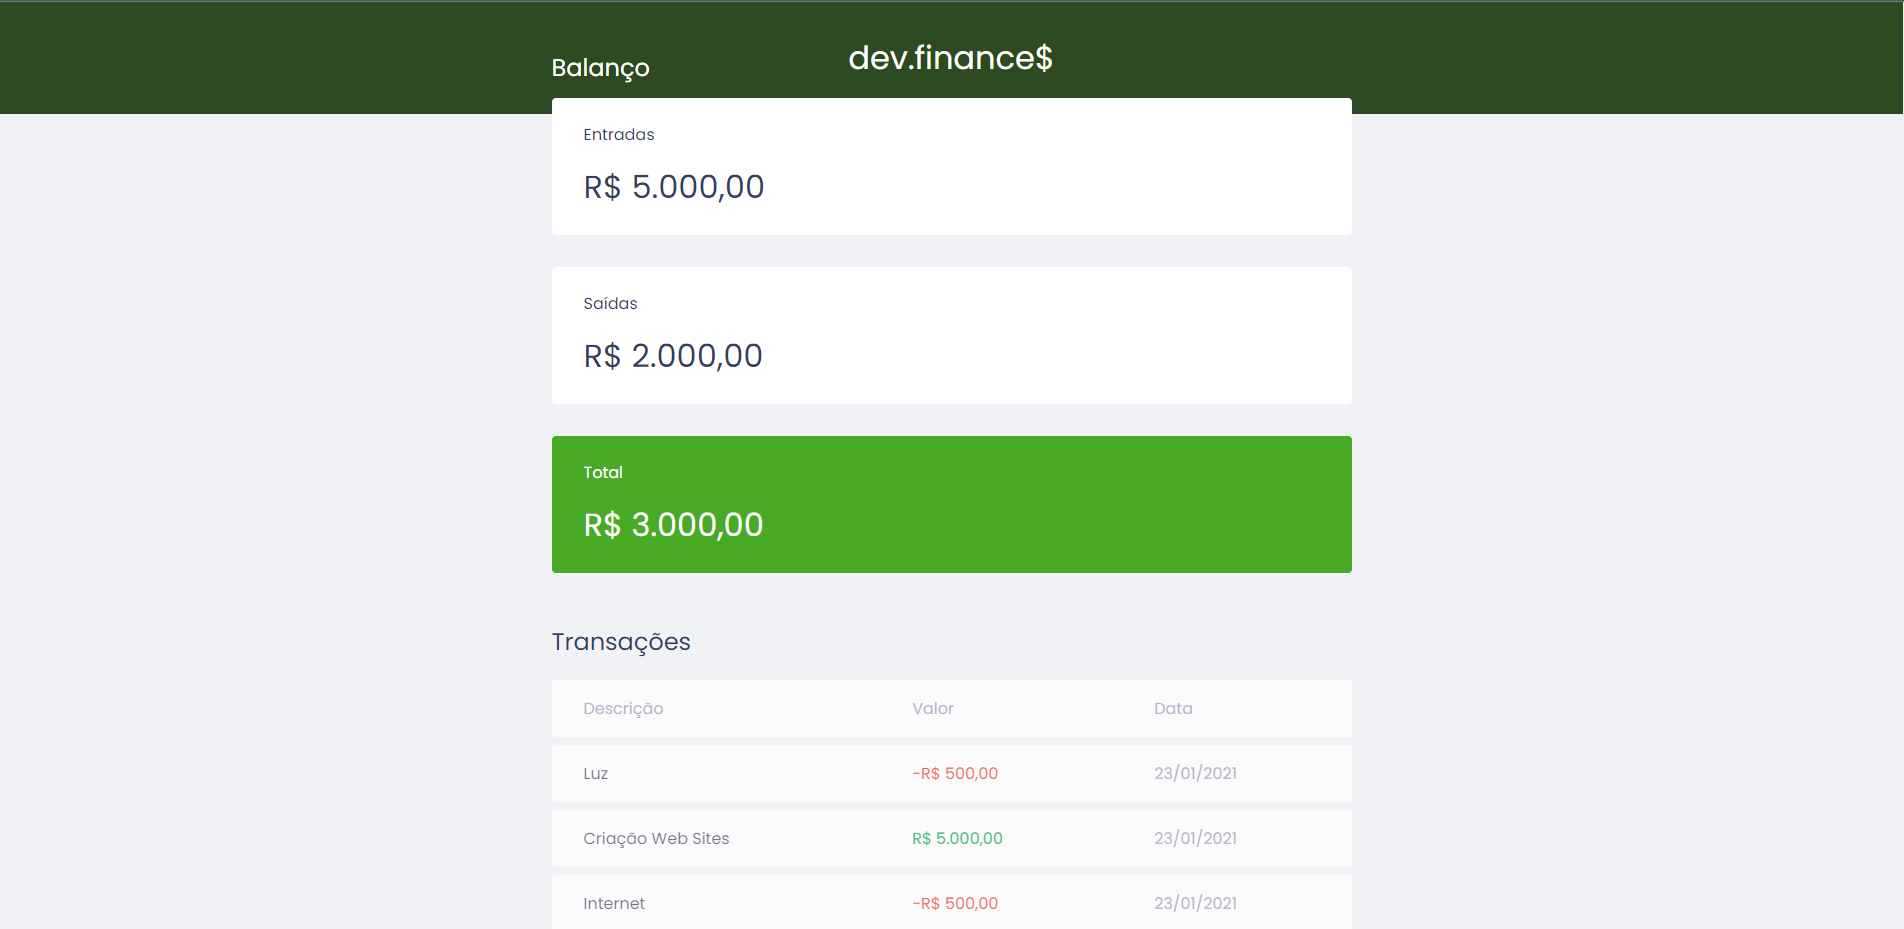 dev.finance$
Balanço
Entradas
R$ 5.000,00
Saídas
R$ 2.000,00
Total
R$ 3.000,00
Transações
Descrição Valor Data
Luz -R$ 500,00 23/01/2021
Criação Web Sites R$ 5.000,00 23/01/2021
Internet -R$ 500,00 23/01/2021